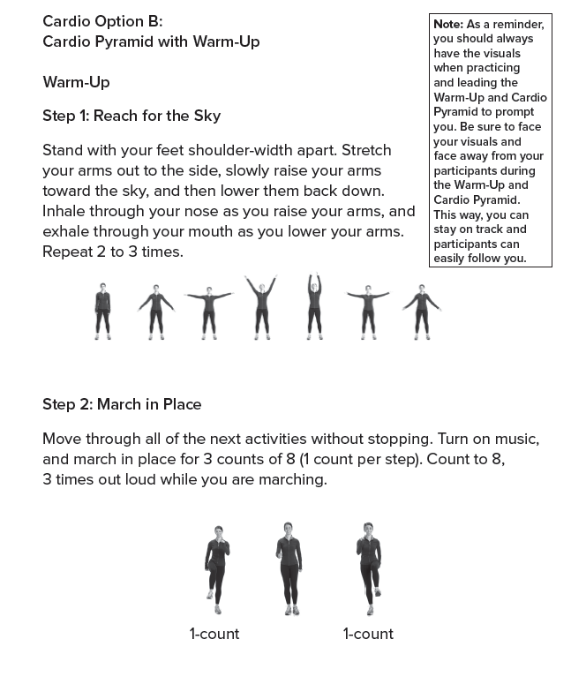 Cardio Option B:
Cardio Pyramid with Warm-Up
Warm-Up
Step 1: Reach for the Sky
Stand with your feet shoulder-width apart. Stretch
your arms out to the side, slowly raise your arms
toward the sky, and then lower them back down.
Inhale through your nose as you raise your arms, and
exhale through your mouth as you lower your arms.
Repeat 2 to 3 times.
Note: As a reminder,
you should always
have the visuals
when practicing
and leading the
Warm-Up and Cardio
Pyramid to prompt
you. Be sure to face
your visuals and
face away from your
participants during
the Warm-Up and
Cardio Pyramid.
This way, you can
stay on track and
participants can
easily follow you.
Step 2: March in Place
Move through all of the next activities without stopping. Turn on music,
and march in place for 3 counts of 8 (1 count per step). Count to 8,
3 times out loud while you are marching.
1-count
1-count